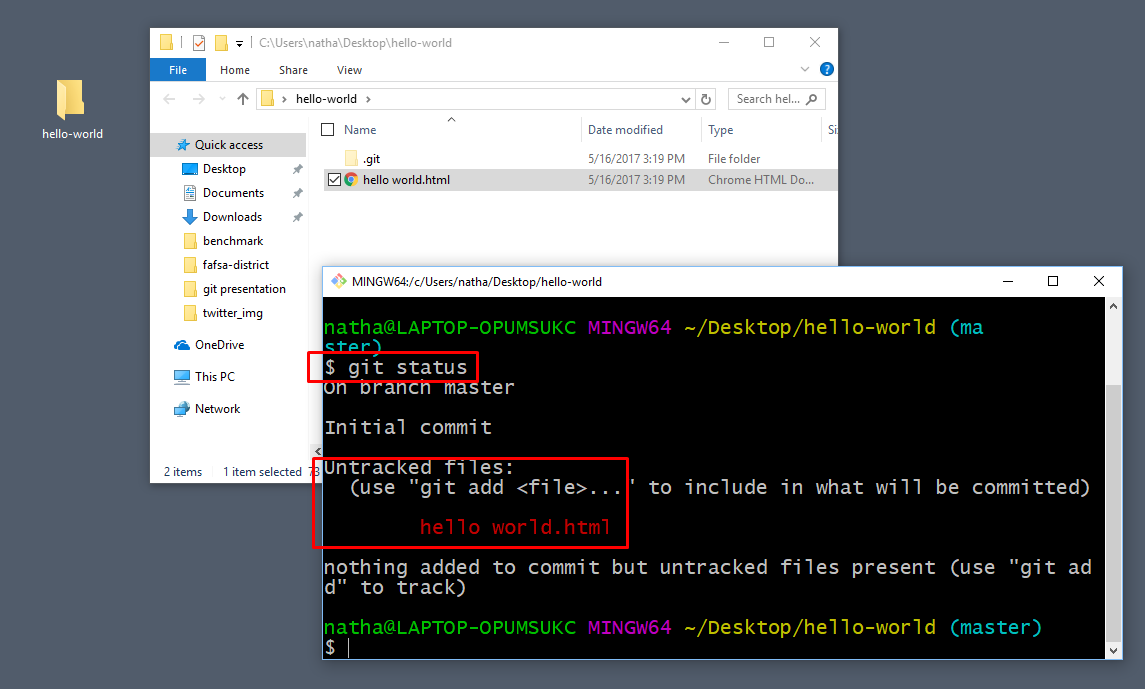 hello-world
C:\Users\natha\Desktop\hello-world
File Home Share View
hello-world
Search hel...
Name Date modified Type
.git 5/16/2017 3:19 PM File folder
hello world.html 5/16/2017 3:19 PM Chrome HTML Do...
Quick access
Desktop
Documents
Downloads
benchmark
fafsa-district
git presentation
twitter_img
OneDrive
This PC
Network
2 items 1 item selected
MINGW64:/c/Users/natha/Desktop/hello-world
natha@LAPTOP-OPUMSUKC MINGW64 ~/Desktop/hello-world (ma
ster)
$ git status
On branch master
Initial commit
Untracked files:
(use "git add <file>..." to include in what will be committed)
hello world.html
nothing added to commit but untracked files present (use "git ad
d" to track)
natha@LAPTOP-OPUMSUKC MINGW64 ~/Desktop/hello-world (master)
$